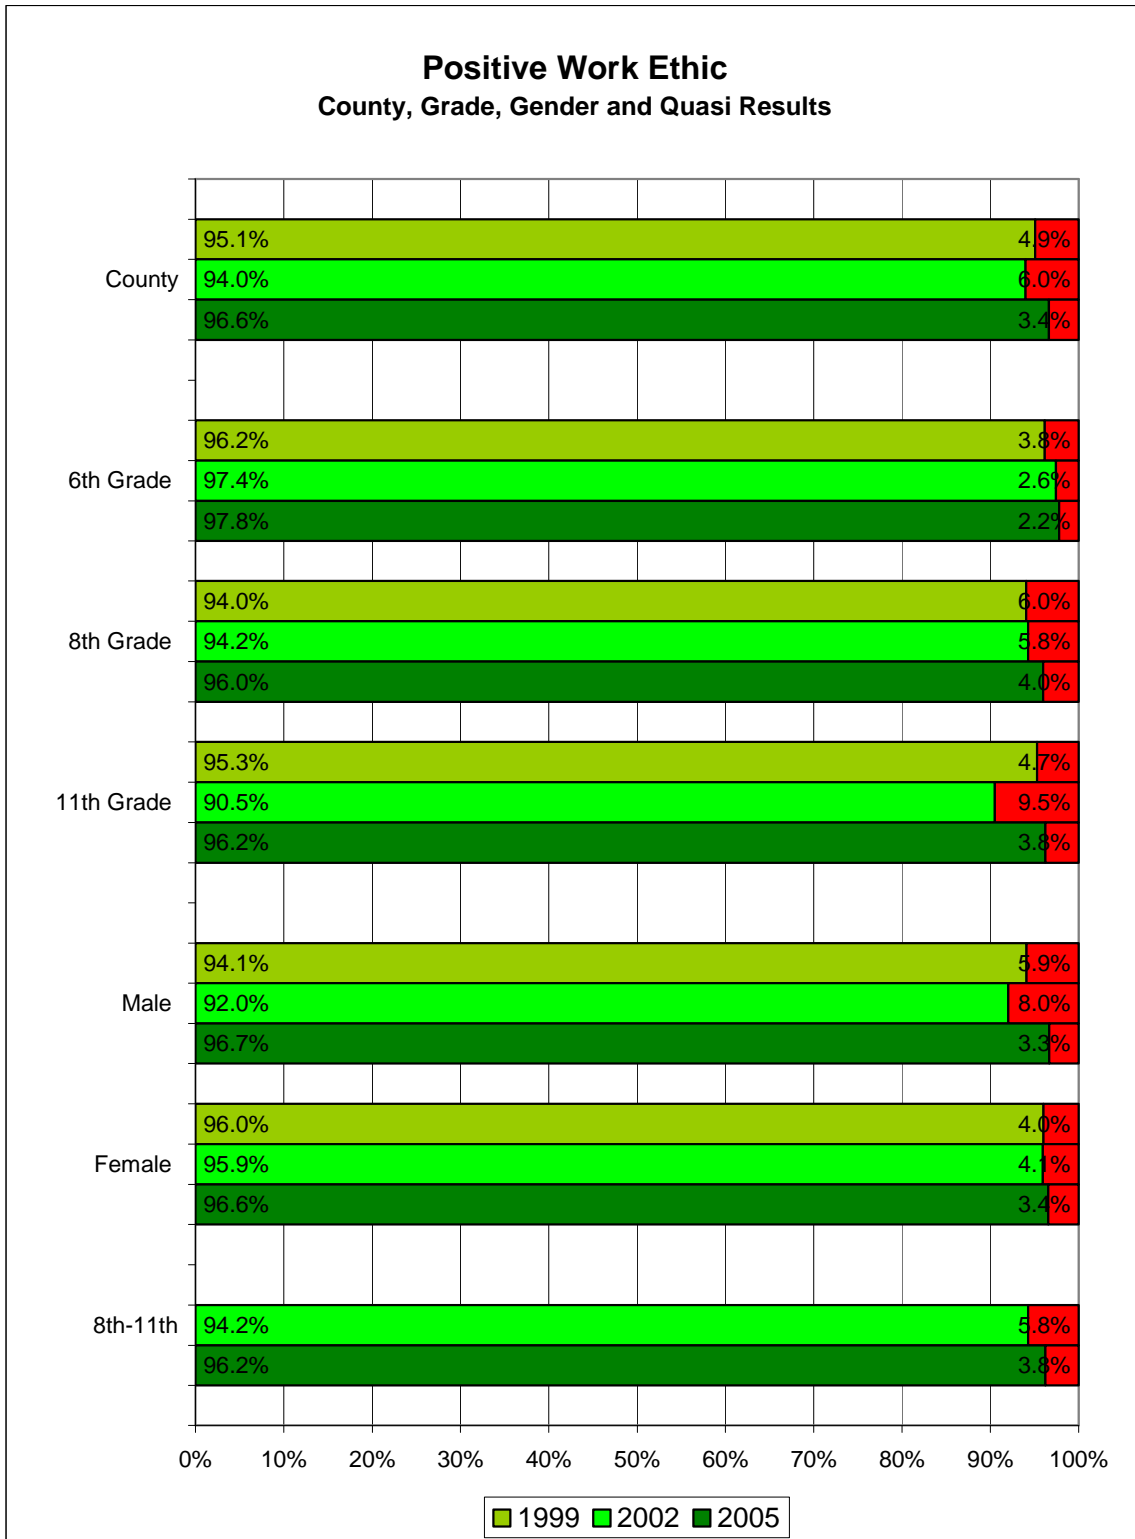 Positive Work Ethic
County, Grade, Gender and Quasi Results
95.1% 4.9%
County
94.0% 6.0%
96.6% 3.4%
96.2% 3.8%
6th Grade
97.4% 2.6%
97.8% 2.2%
94.0% 6.0%
8th Grade
94.2% 5.8%
96.0% 4.0%
95.3% 4.7%
11th Grade
90.5% 9.5%
96.2% 3.8%
94.1% 5.9%
Male
92.0% 8.0%
96.7% 3.3%
96.0% 4.0%
Female
95.9% 4.1%
96.6% 3.4%
8th-11th
94.2% 5.8%
96.2% 3.8%
0% 10% 20% 30% 40% 50% 60% 70% 80% 90% 100%
1999 2002 2005